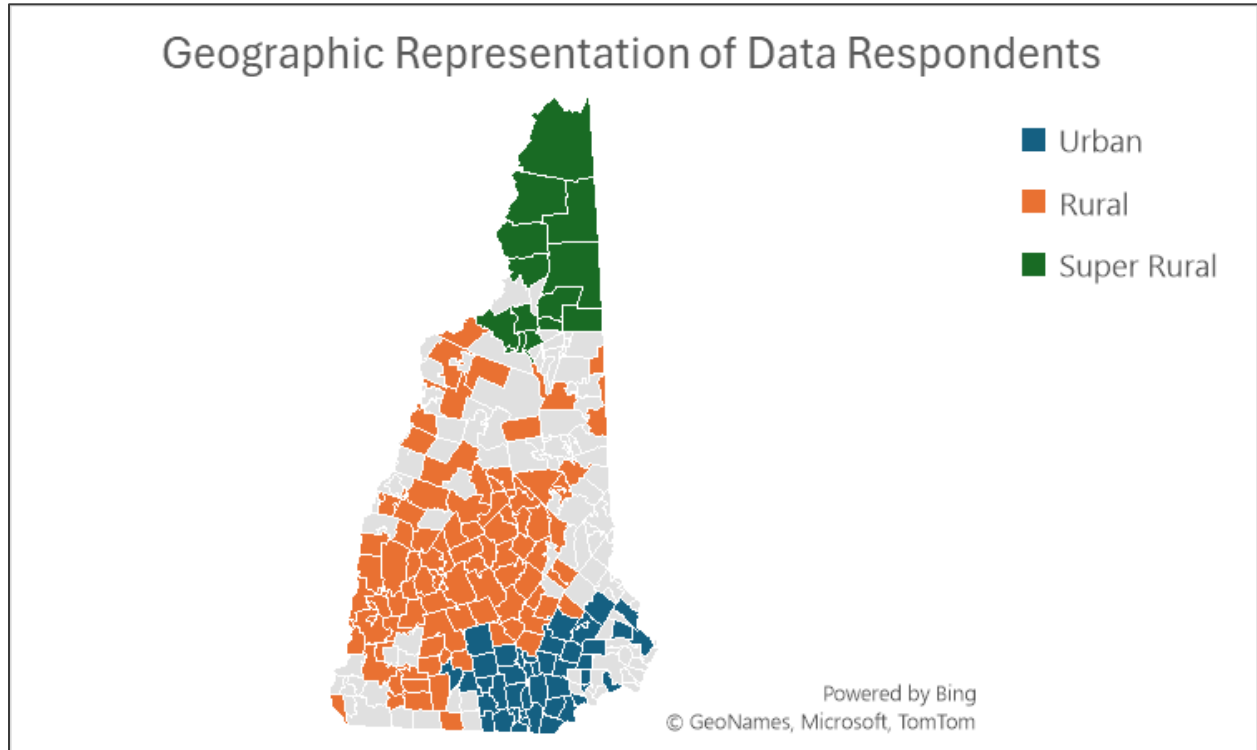 Geographic Representation of Data Respondents
Urban
Rural
Super Rural
Powered by Bing
© GeoNames, Microsoft, TomTom